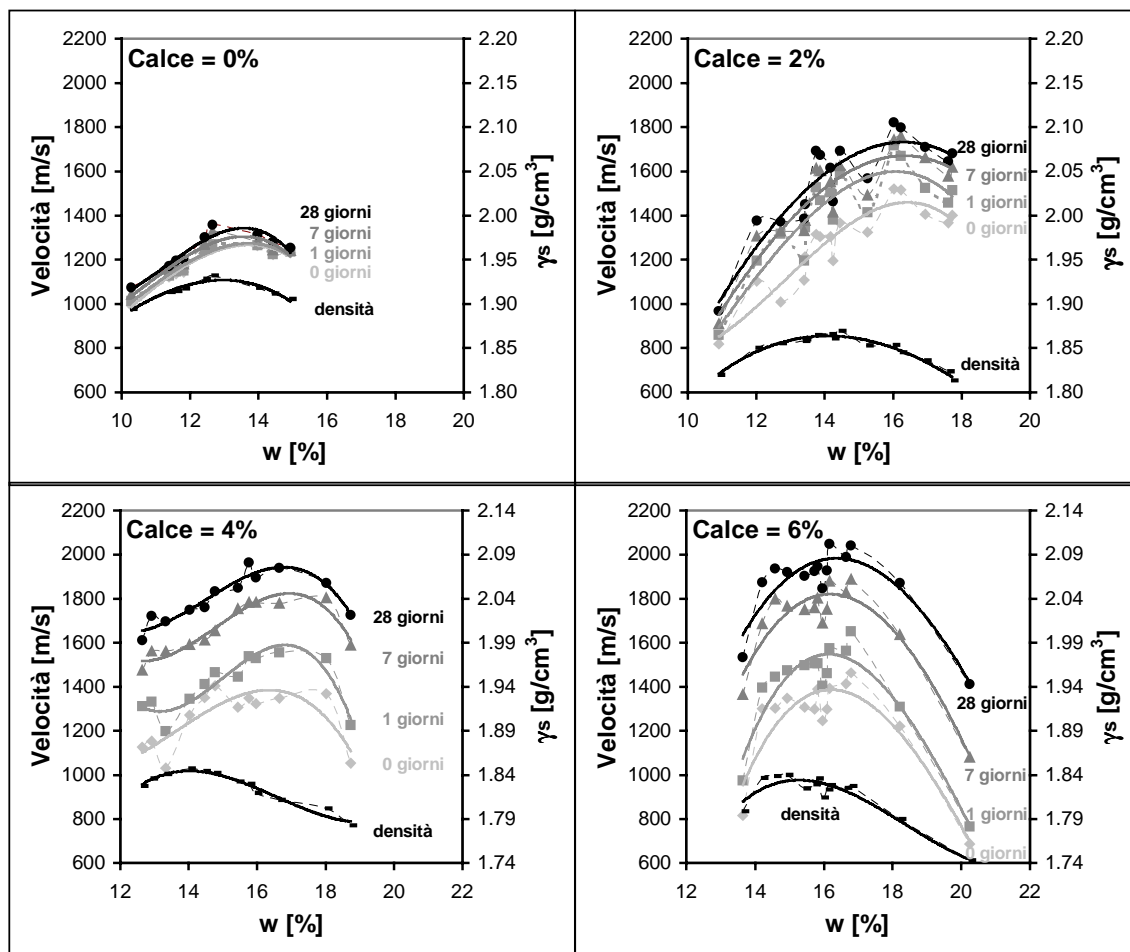 Calce = 0%
2200
2000
1800
1600
1400
1200
1000
800
600
Velocità [m/s]
2.20
2.15
2.10
2.05
2.00
1.95
1.90
1.85
1.80
γs [g/cm³]
28 giorni
7 giorni
1 giorni
0 giorni
densità
10 12 14 16 18 20
w [%]
Calce = 2%
2200
2000
1800
1600
1400
1200
1000
800
600
Velocità [m/s]
2.20
2.15
2.10
2.05
2.00
1.95
1.90
1.85
1.80
γs [g/cm³]
28 giorni
7 giorni
1 giorni
0 giorni
densità
10 12 14 16 18 20
w [%]
Calce = 4%
2200
2000
1800
1600
1400
1200
1000
800
600
Velocità [m/s]
2.14
2.09
2.04
1.99
1.94
1.89
1.84
1.79
1.74
γs [g/cm³]
28 giorni
7 giorni
1 giorni
0 giorni
densità
12 14 16 18 20 22
w [%]
Calce = 6%
2200
2000
1800
1600
1400
1200
1000
800
600
Velocità [m/s]
2.14
2.09
2.04
1.99
1.94
1.89
1.84
1.79
1.74
γs [g/cm³]
28 giorni
7 giorni
1 giorni
0 giorni
densità
12 14 16 18 20 22
w [%]